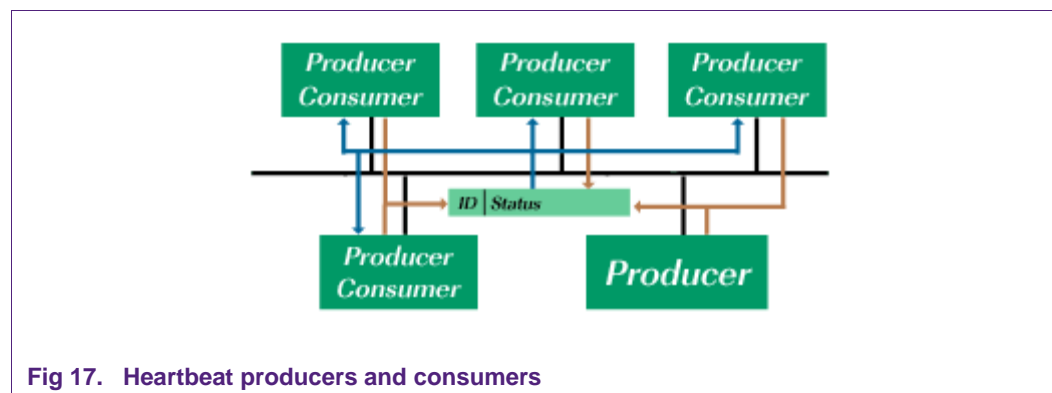 Producer
Consumer
Producer
Consumer
Producer
Consumer
ID Status
Producer
Consumer
Producer
Fig 17. Heartbeat producers and consumers